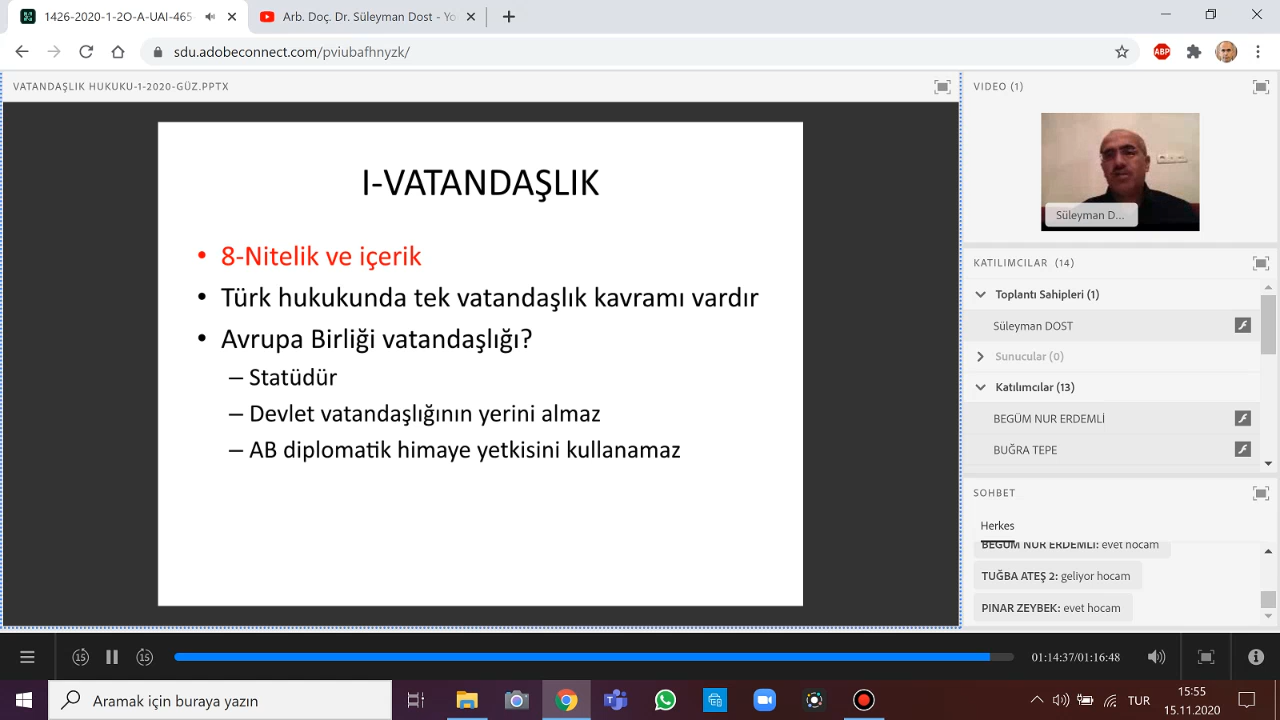 1426-2020-1-2O-A-UAI-465
Arb. Doç. Dr. Süleyman Dost - Yo
sdu.adobeconnect.com/pviubafhnyzk/
ABP
VATANDAŞLIK HUKUKU-1-2020-GÜZ.PPTX
I-VATANDAŞLIK
• 8-Nitelik ve içerik
• Türk hukukunda tek vatandaşlık kavramı vardır
• Avrupa Birliği vatandaşlığı?
– Statüdür
– Devlet vatandaşlığının yerini almaz
– AB diplomatik himaye yetkisini kullanamaz
VIDEO (1)
Süleyman D...
KATILIMCILAR (14)
Toplantı Sahipleri (1)
Süleyman DOST
Sunucular (0)
Katılımcılar (13)
BEGÜM NUR ERDEMLİ
BUĞRA TEPE
SOHBET
Herkes
BEGÜM NUR ERDEMLİ: evet hocam
TUĞBA ATEŞ 2: geliyor hocam
PINAR ZEYBEK: evet hocam
15
15
01:14:37/01:16:48
Aramak için buraya yazın
TUR
15:55
15.11.2020